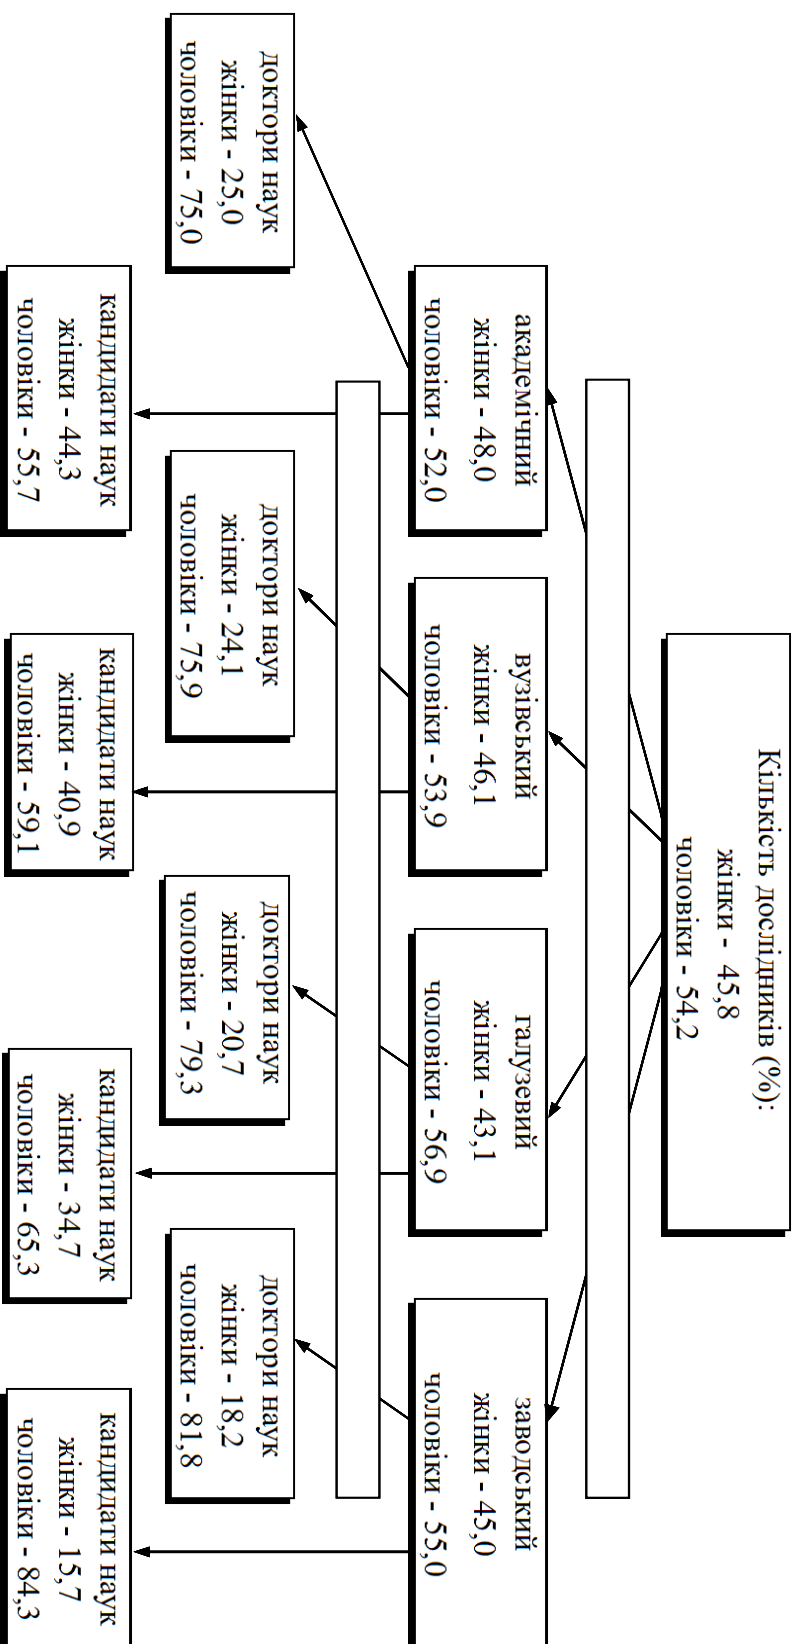 Кількість дослідників (%):
жінки - 45,8
чоловіки - 54,2
академічний
жінки - 48,0
чоловіки - 52,0
вузівський
жінки - 46,1
чоловіки - 53,9
галузевий
жінки - 43,1
чоловіки - 56,9
заводський
жінки - 45,0
чоловіки - 55,0
доктори наук
жінки - 25,0
чоловіки - 75,0
доктори наук
жінки - 24,1
чоловіки - 75,9
доктори наук
жінки - 20,7
чоловіки - 79,3
доктори наук
жінки - 18,2
чоловіки - 81,8
кандидати наук
жінки - 44,3
чоловіки - 55,7
кандидати наук
жінки - 40,9
чоловіки - 59,1
кандидати наук
жінки - 34,7
чоловіки - 65,3
кандидати наук
жінки - 15,7
чоловіки - 84,3